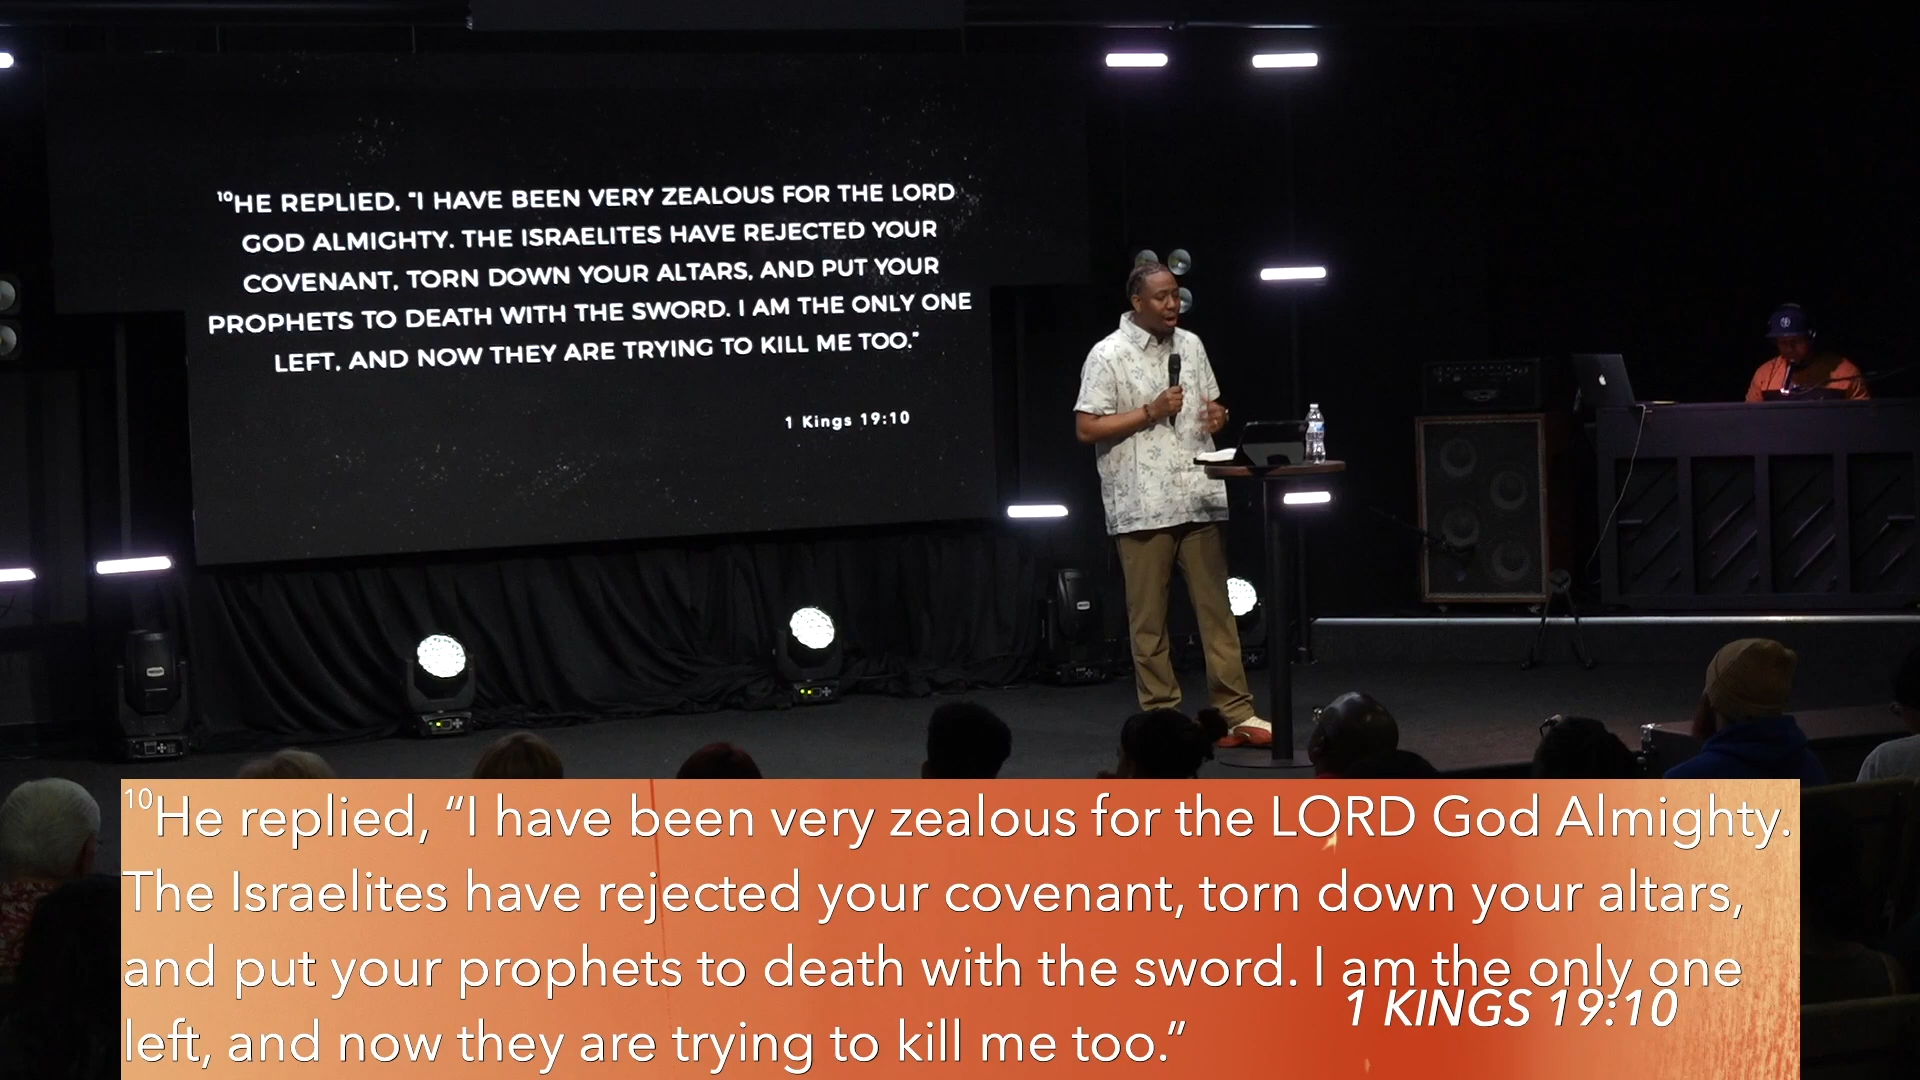 ¹⁰HE REPLIED, "I HAVE BEEN VERY ZEALOUS FOR THE LORD
GOD ALMIGHTY. THE ISRAELITES HAVE REJECTED YOUR
COVENANT, TORN DOWN YOUR ALTARS, AND PUT YOUR
PROPHETS TO DEATH WITH THE SWORD. I AM THE ONLY ONE
LEFT, AND NOW THEY ARE TRYING TO KILL ME TOO."
1 Kings 19:10
¹⁰He replied, “I have been very zealous for the LORD God Almighty.
The Israelites have rejected your covenant, torn down your altars,
and put your prophets to death with the sword. I am the only one
left, and now they are trying to kill me too.”
1 KINGS 19:10